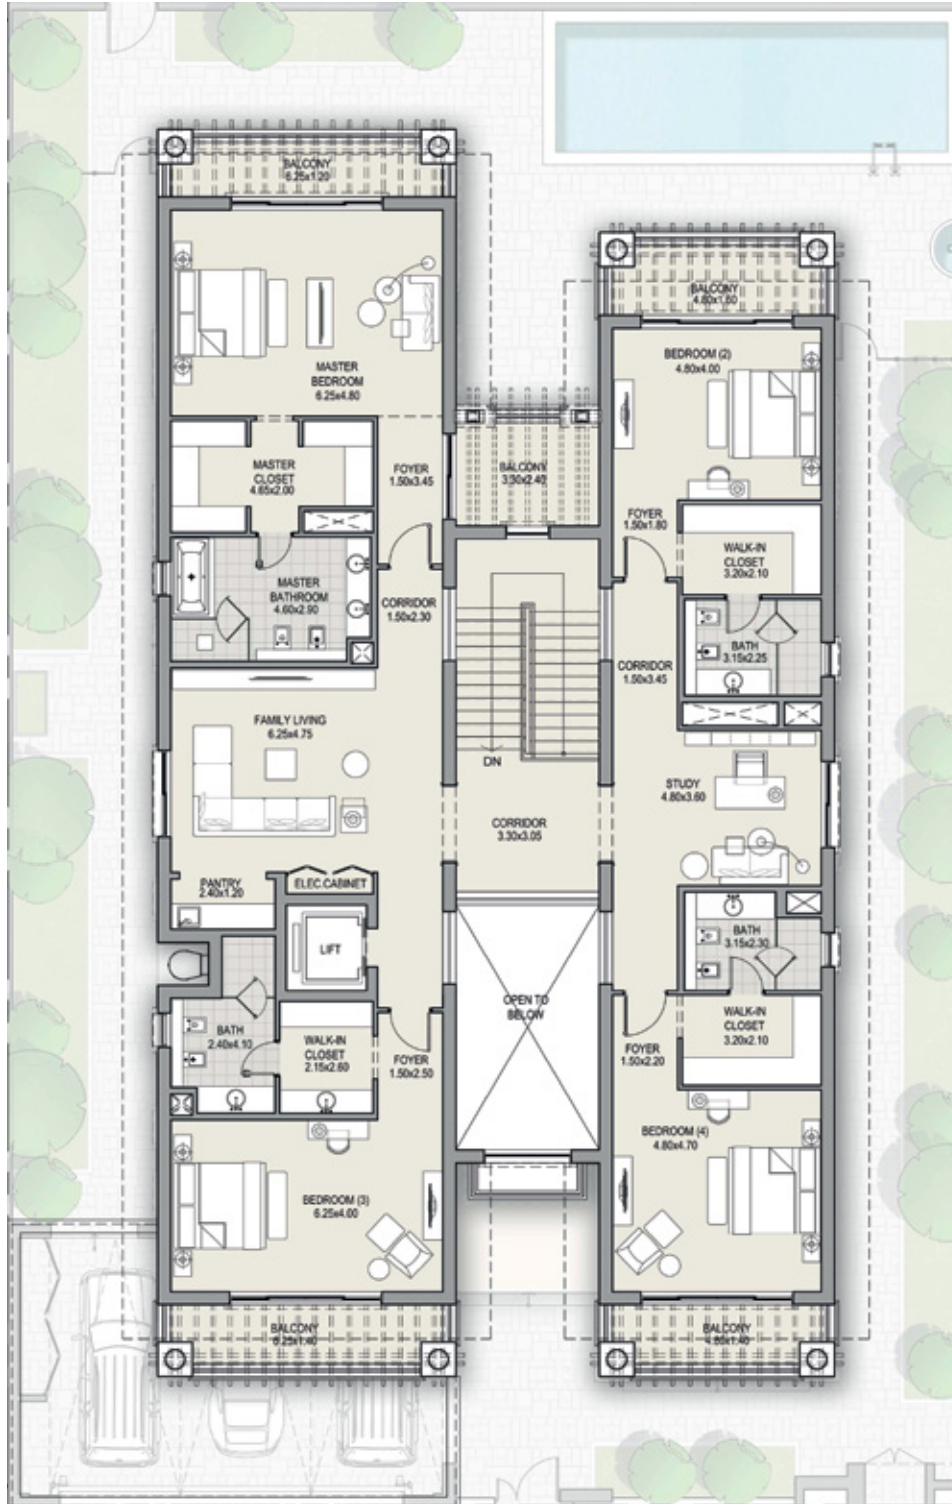 BALCONY
6.25x1.20
BALCONY
4.80x1.60
BEDROOM (2)
4.80x4.00
MASTER
BEDROOM
6.25x4.80
MASTER
CLOSET
4.65x2.00
FOYER
1.50x3.45
BALCONY
3.30x2.40
FOYER
1.50x1.80
WALK-IN
CLOSET
3.20x2.10
MASTER
BATHROOM
4.60x2.90
CORRIDOR
1.50x2.30
BATH
3.15x2.25
CORRIDOR
1.50x3.45
FAMILY LIVING
6.25x4.75
DN
STUDY
4.80x3.60
CORRIDOR
3.30x3.05
PANTRY
2.40x1.20
ELEC.CABINET
LIFT
BATH
3.15x2.30
OPEN TO
BELOW
BATH
2.40x4.10
WALK-IN
CLOSET
2.15x2.60
FOYER
1.50x2.50
FOYER
1.50x2.20
WALK-IN
CLOSET
3.20x2.10
BEDROOM (4)
4.80x4.70
BEDROOM (3)
6.25x4.00
BALCONY
6.25x1.40
BALCONY
4.80x1.40